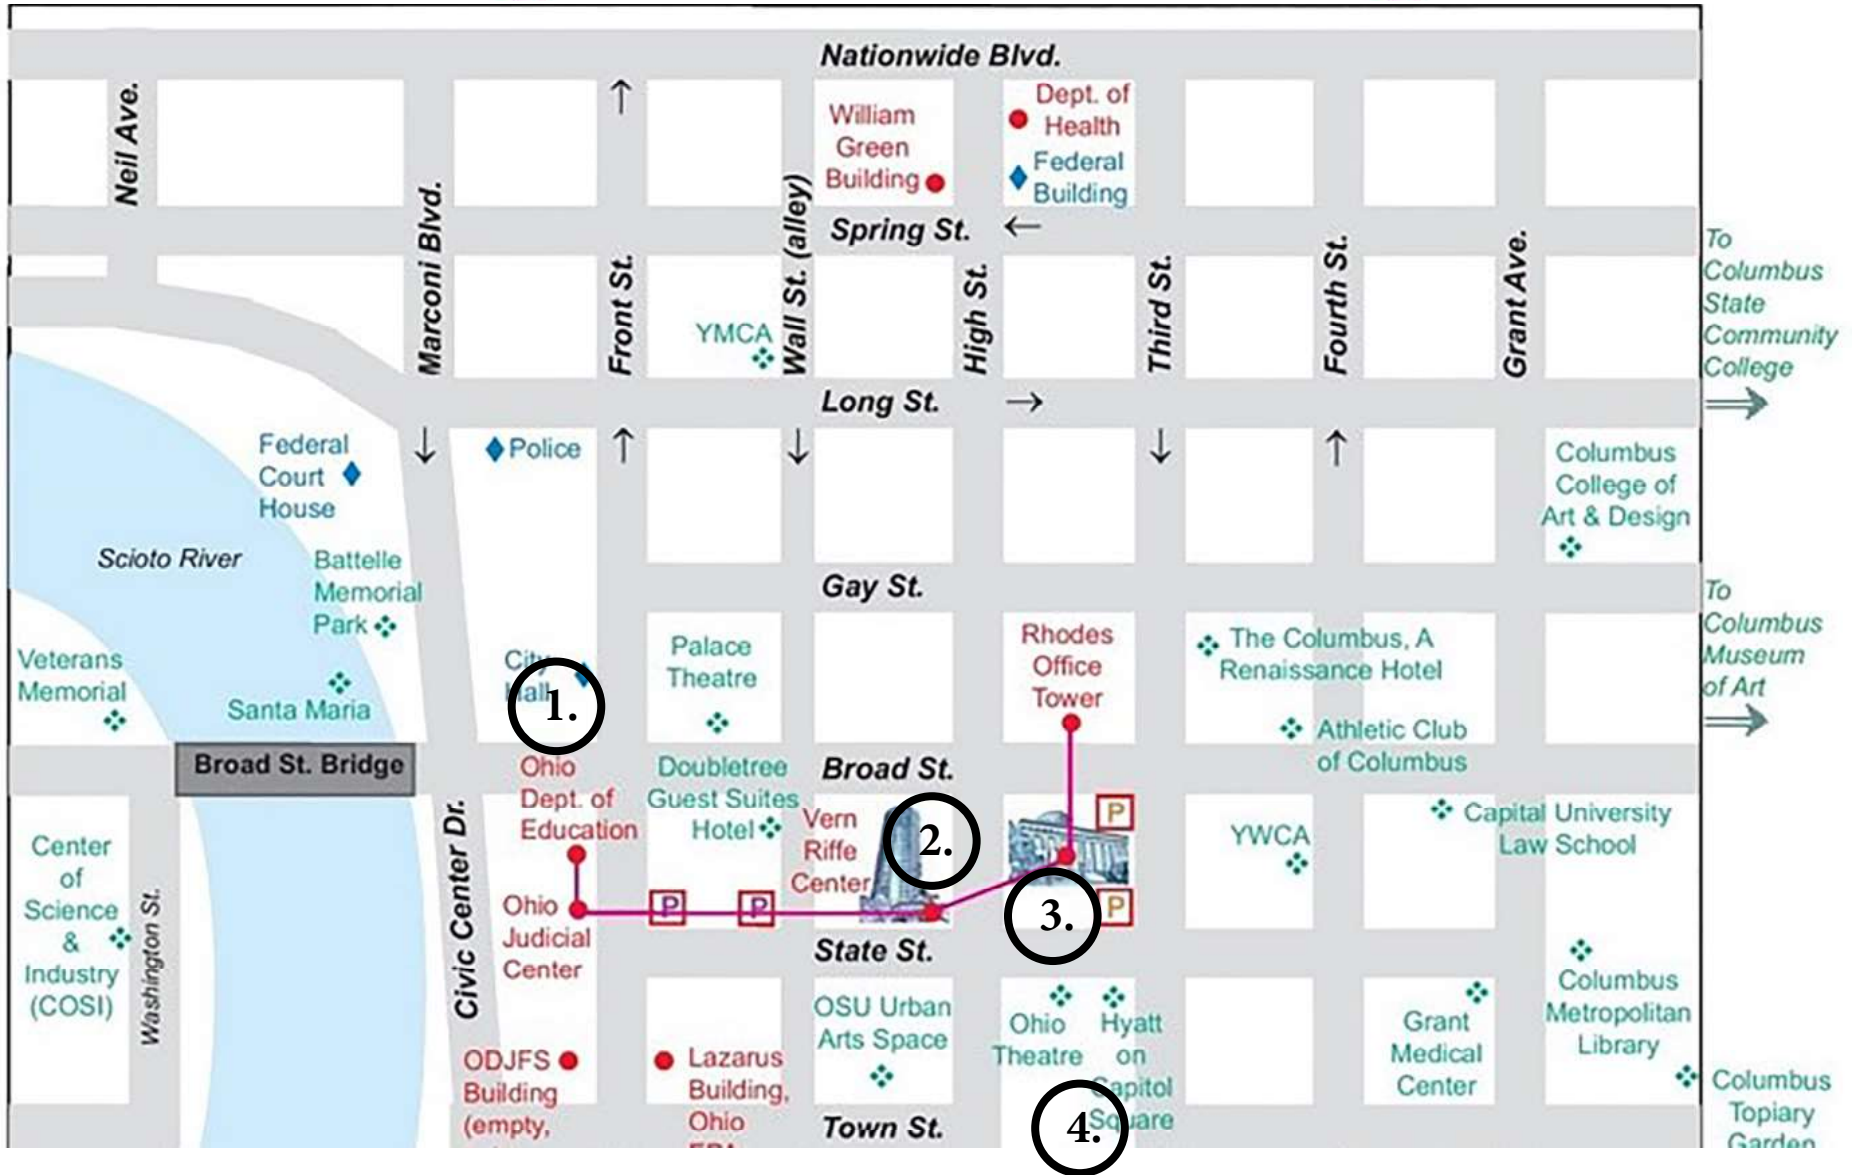 Nationwide Blvd.
Neil Ave.
William
Green
Building
Dept. of
Health
Federal
Building
Marconi Blvd.
Front St.
Wall St. (alley)
Spring St.
High St.
Third St.
Fourth St.
Grant Ave.
To
Columbus
State
Community
College
YMCA
Long St.
Federal
Court
House
Police
Columbus
College of
Art & Design
Scioto River
Battelle
Memorial
Park
Gay St.
To
Columbus
Museum
of Art
Veterans
Memorial
Santa Maria
City
Hall
1.
Palace
Theatre
Rhodes
Office
Tower
The Columbus, A
Renaissance Hotel
Athletic Club
of Columbus
Broad St. Bridge
Broad St.
Ohio
Dept. of
Education
Doubletree
Guest Suites
Hotel
Vern
Riffe
Center
2.
P
YWCA
Capital University
Law School
Center
of
Science
&
Industry
(COSI)
Washington St.
Civic Center Dr.
Ohio
Judicial
Center
P
P
3.
P
State St.
OSU Urban
Arts Space
Ohio
Theatre
Hyatt
on
Capitol
Square
Grant
Medical
Center
Columbus
Metropolitan
Library
ODJFS
Building
(empty,
Lazarus
Building,
Ohio
Town St.
4.
Columbus
Topiary
Garden